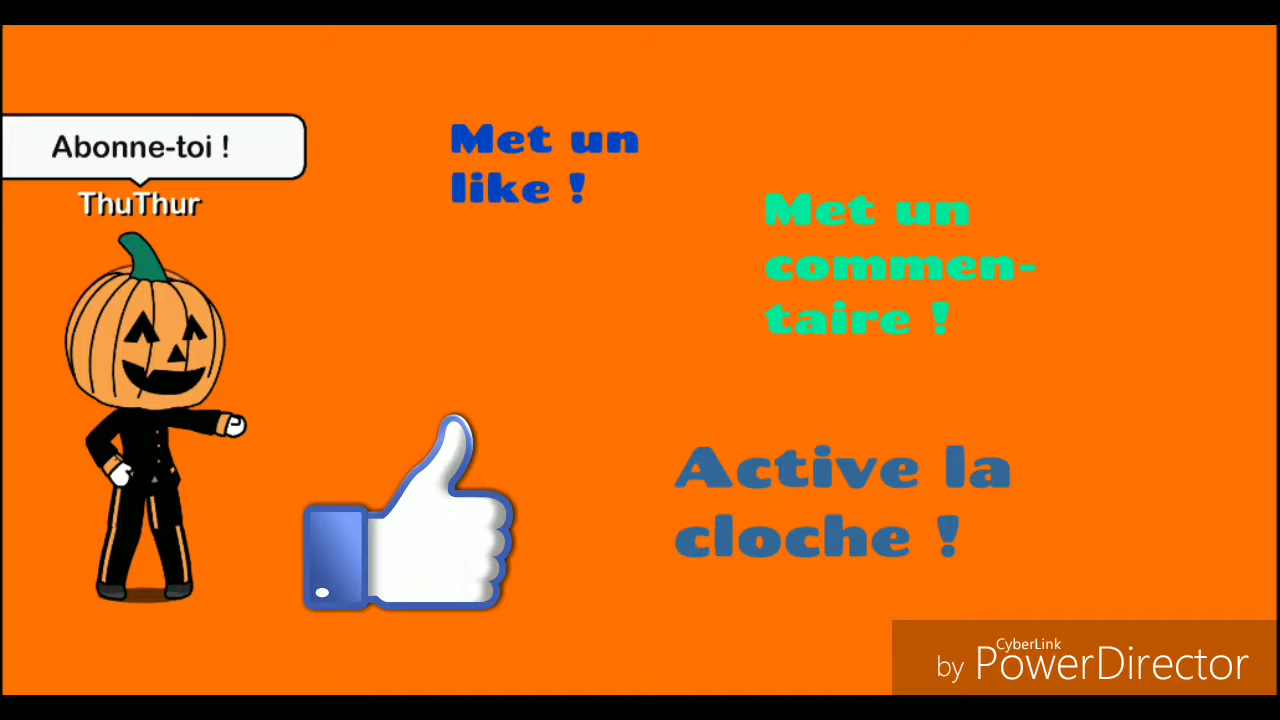 Abonne-toi !
ThuThur
Met un
like !
Met un
commen-
taire !
Active la
cloche !
CyberLink
by PowerDirector